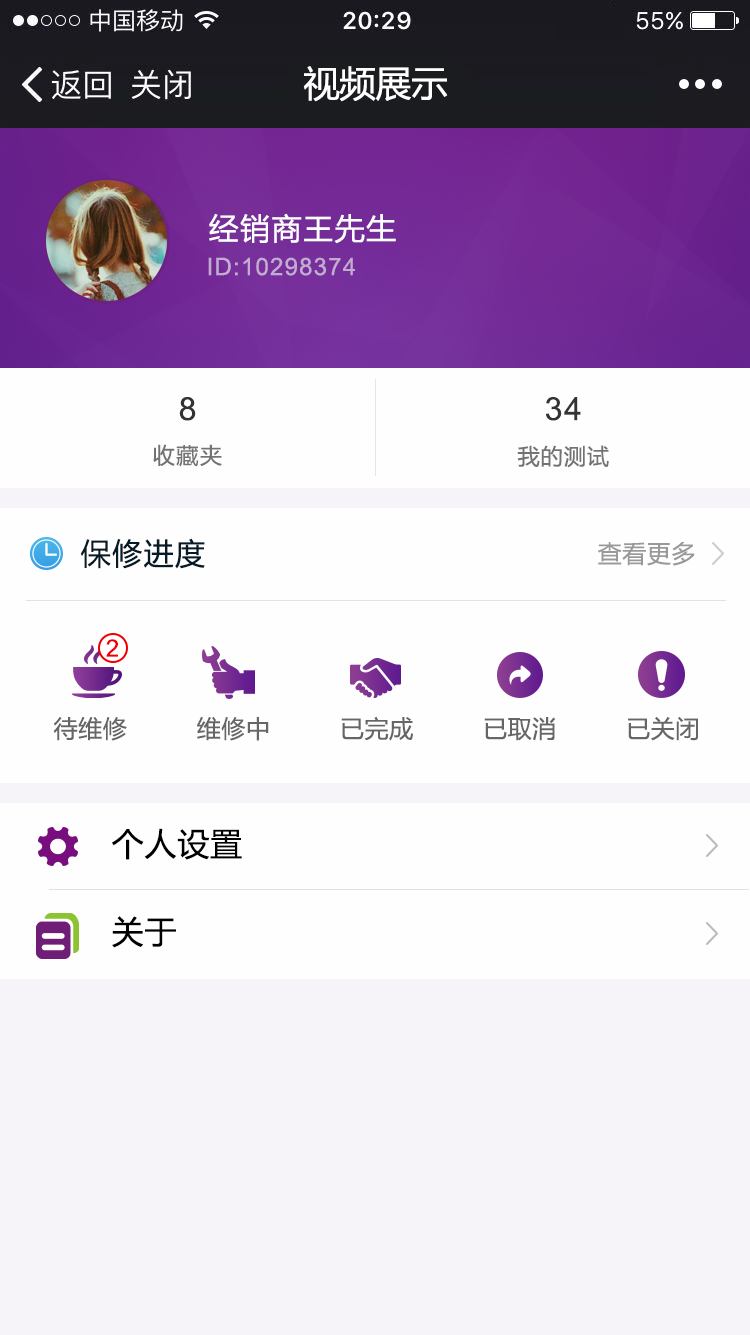 中国移动 20:29 55%
返回 关闭 视频展示
经销商王先生
ID:10298374
8 34
收藏夹 我的测试
保修进度 查看更多
2
待维修 维修中 已完成 已取消 已关闭
个人设置
关于